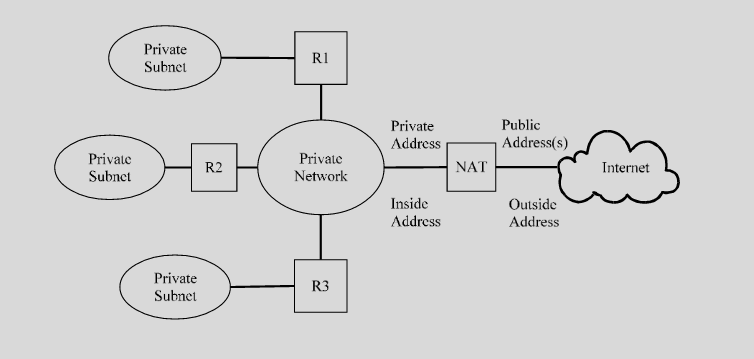 Private
Subnet
R1
Private
Subnet
R2
Private
Network
Private
Address
Inside
Address
NAT
Public
Address(s)
Outside
Address
Internet
Private
Subnet
R3